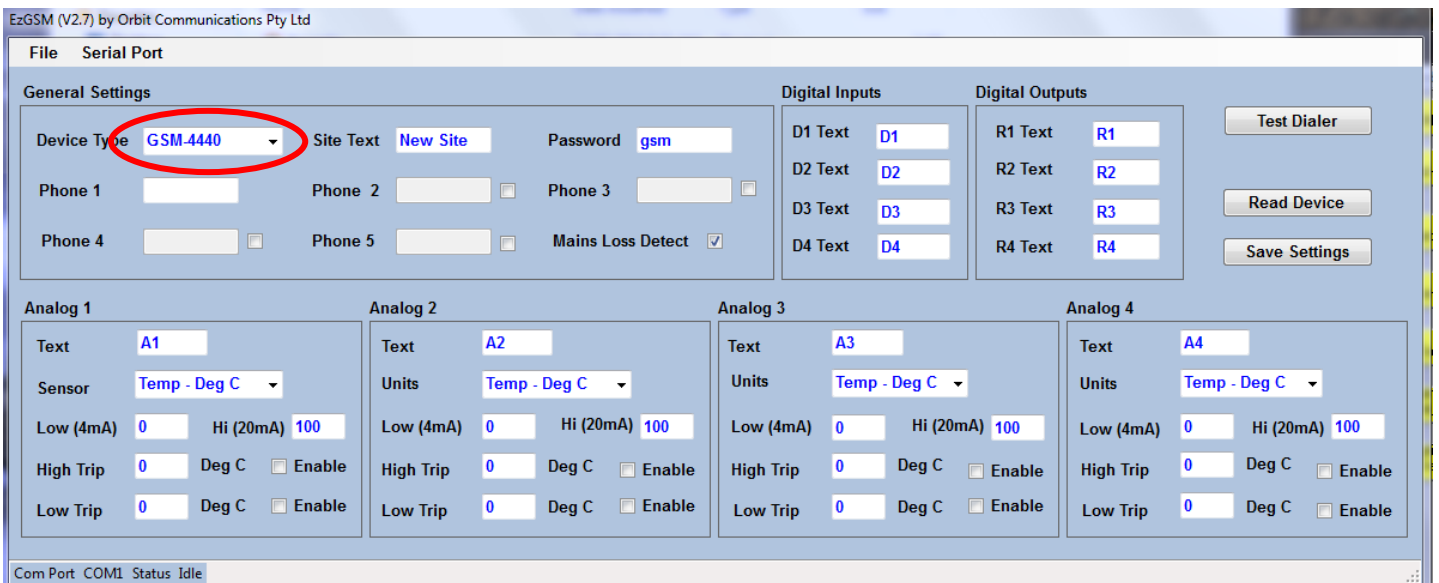 EzGSM (V2.7) by Orbit Communications Pty Ltd
File Serial Port
General Settings
Device Type GSM-4440 Site Text New Site Password gsm
Phone 1 Phone 2 Phone 3
Phone 4 Phone 5 Mains Loss Detect
Digital Inputs
D1 Text D1
D2 Text D2
D3 Text D3
D4 Text D4
Digital Outputs
R1 Text R1
R2 Text R2
R3 Text R3
R4 Text R4
Test Dialer
Read Device
Save Settings
Analog 1
Text A1
Sensor Temp - Deg C
Low (4mA) 0 Hi (20mA) 100
High Trip 0 Deg C Enable
Low Trip 0 Deg C Enable
Analog 2
Text A2
Units Temp - Deg C
Low (4mA) 0 Hi (20mA) 100
High Trip 0 Deg C Enable
Low Trip 0 Deg C Enable
Analog 3
Text A3
Units Temp - Deg C
Low (4mA) 0 Hi (20mA) 100
High Trip 0 Deg C Enable
Low Trip 0 Deg C Enable
Analog 4
Text A4
Units Temp - Deg C
Low (4mA) 0 Hi (20mA) 100
High Trip 0 Deg C Enable
Low Trip 0 Deg C Enable
Com Port COM1 Status Idle